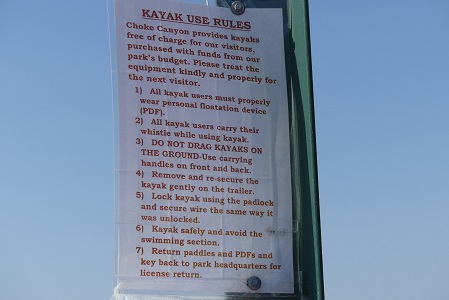 KAYAK USE RULES
Choke Canyon provides kayaks
free of charge for our visitors,
purchased with funds from our
park's budget. Please treat the
equipment kindly and properly for
the next visitor.
1) All kayak users must properly
wear personal floatation device
(PDF).
2) All kayak users carry their
whistle while using kayak.
3) DO NOT DRAG KAYAKS ON
THE GROUND-Use carrying
handles on front and back.
4) Remove and re-secure the
kayak gently on the trailer.
5) Lock kayak using the padlock
and secure wire the same way it
was unlocked.
6) Kayak safely and avoid the
swimming section.
7) Return paddles and PDFs and
key back to park headquarters for
license return.